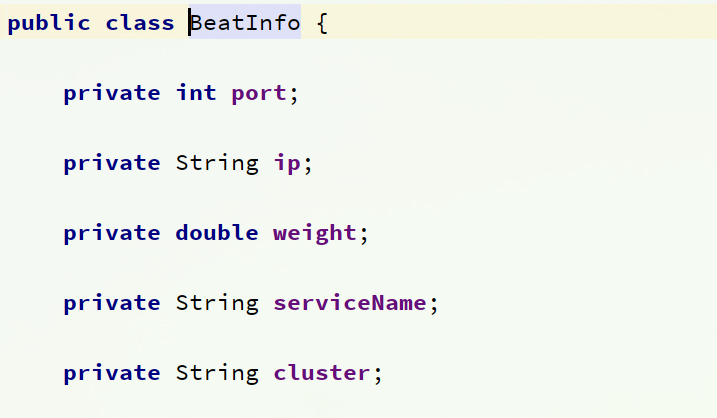 public class BeatInfo {
private int port;
private String ip;
private double weight;
private String serviceName;
private String cluster;